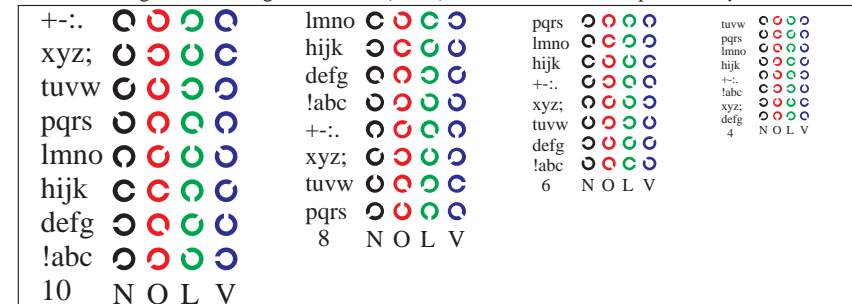 +-:.
xyz;
tuvw
pqrs
lmno
hijk
defg
!abc
10 N O L V
lmno
hijk
defg
!abc
+-:.
xyz;
tuvw
pqrs
8 N O L V
pqrs
lmno
hijk
+-:.
xyz;
tuvw
defg
!abc
6 N O L V
tuvw
pqrs
lmno
hijk
+-:.
!abc
xyz;
defg
4 N O L V